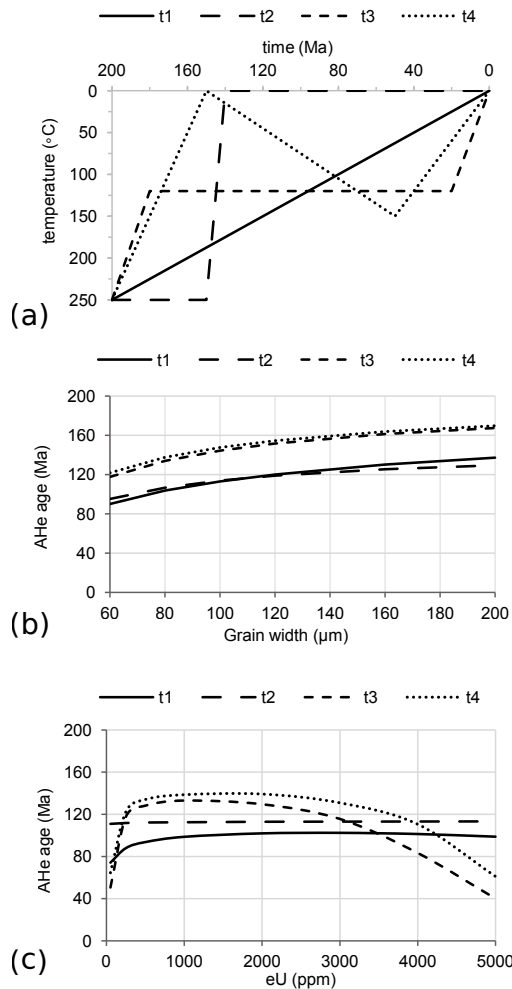 t1 t2 t3 t4
time (Ma)
200 160 120 80 40 0
0
50
100
150
200
250
temperature (◦C)
(a)
t1 t2 t3 t4
200
160
120
80
40
0
AHe age (Ma)
60 80 100 120 140 160 180 200
Grain width (µm)
(b)
t1 t2 t3 t4
200
160
120
80
40
0
AHe age (Ma)
0 1000 2000 3000 4000 5000
eU (ppm)
(c)